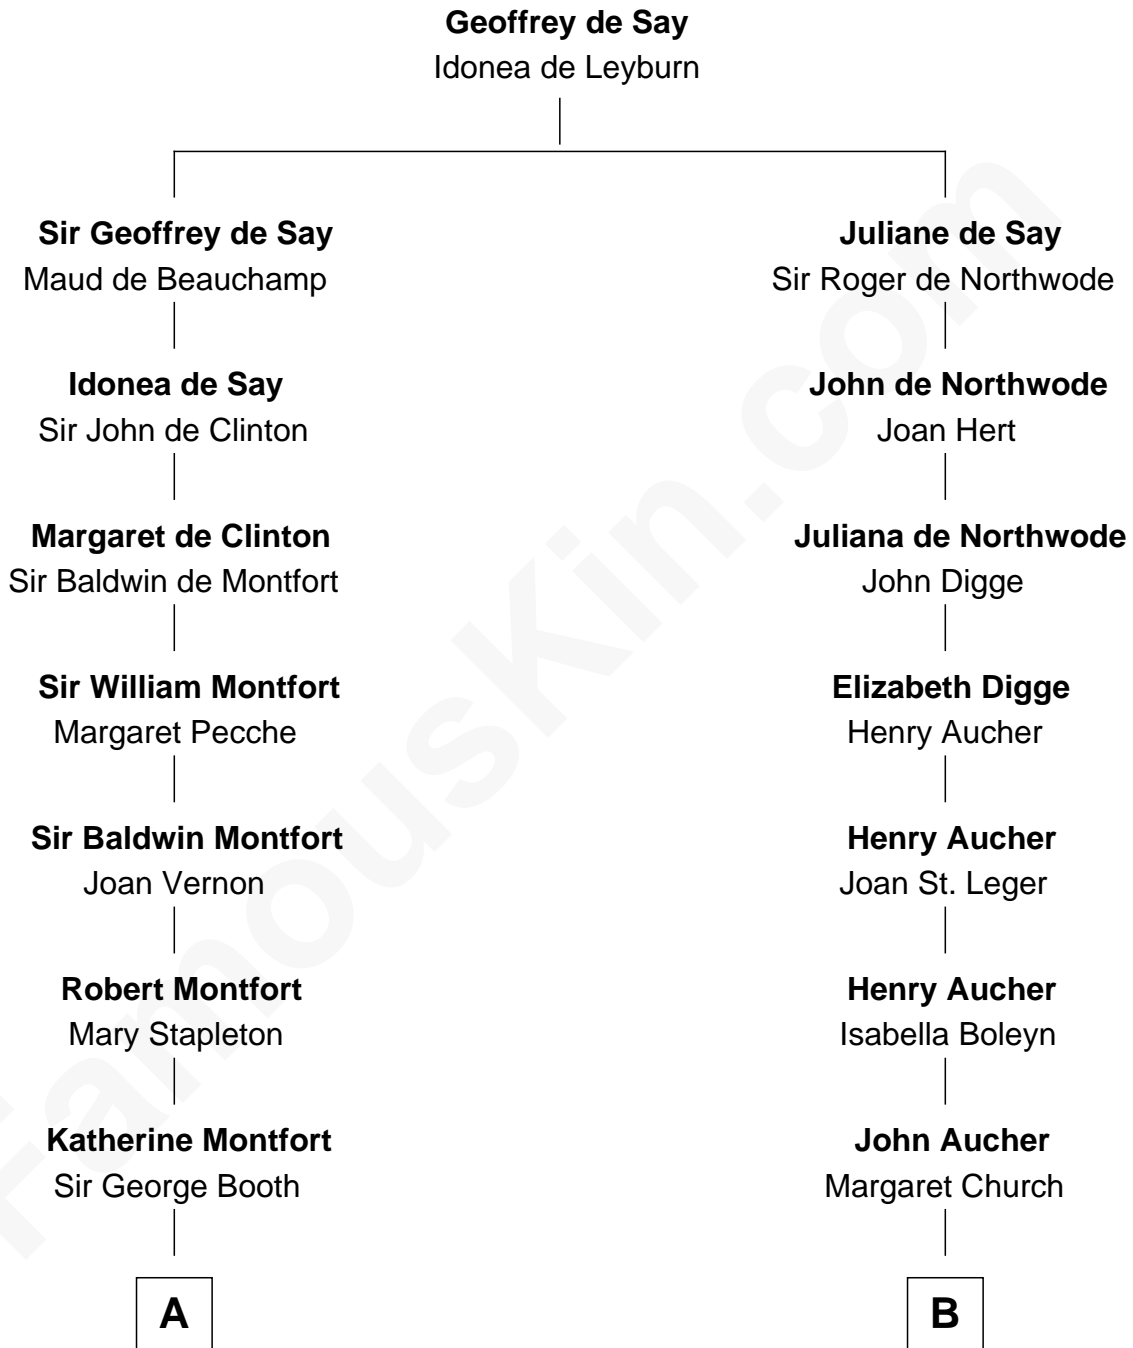 Geoffrey de Say
Idonea de Leyburn
Sir Geoffrey de Say
Maud de Beauchamp
Juliane de Say
Sir Roger de Northwode
Idonea de Say
Sir John de Clinton
John de Northwode
Joan Hert
Margaret de Clinton
Sir Baldwin de Montfort
Juliana de Northwode
John Digge
Sir William Montfort
Margaret Pecche
Elizabeth Digge
Henry Aucher
Sir Baldwin Montfort
Joan Vernon
Henry Aucher
Joan St. Leger
Robert Montfort
Mary Stapleton
Henry Aucher
Isabella Boleyn
Katherine Montfort
Sir George Booth
John Aucher
Margaret Church
A
B
FamousKin.com